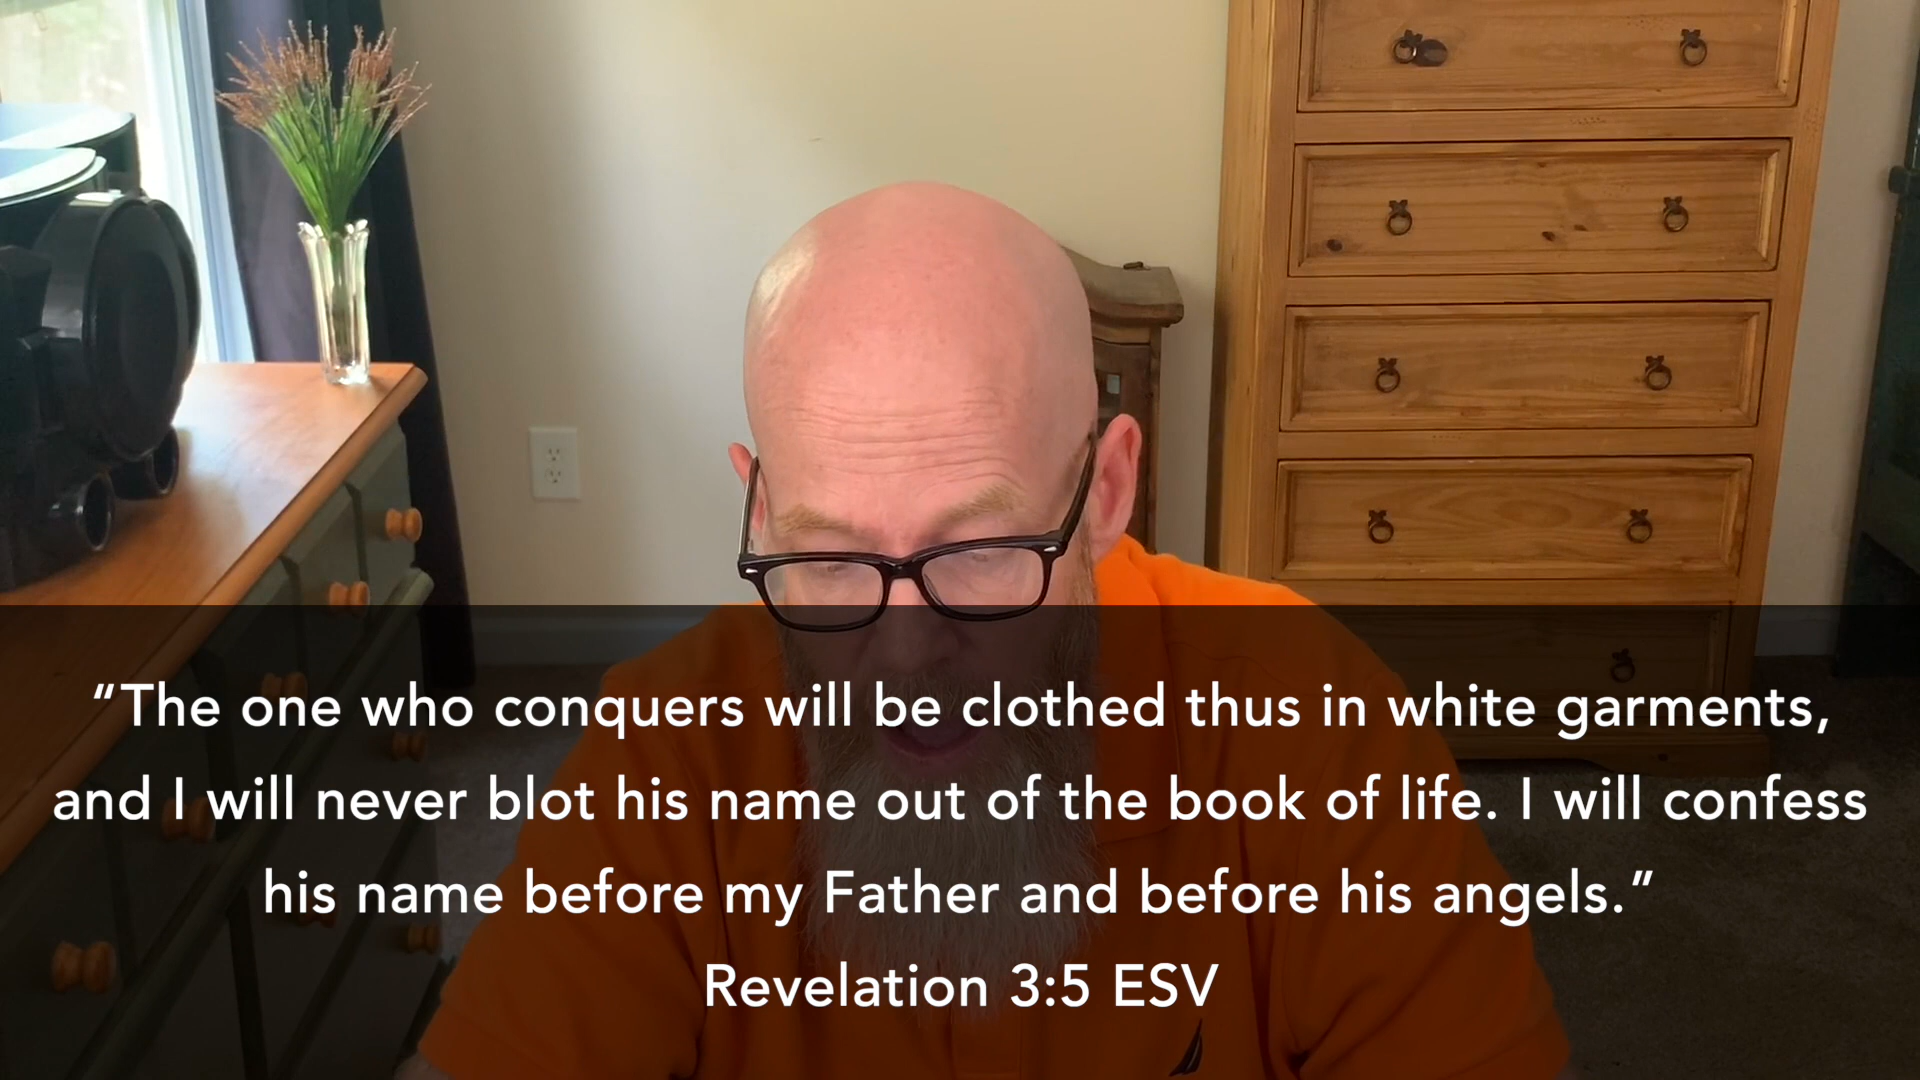 “The one who conquers will be clothed thus in white garments,
and I will never blot his name out of the book of life. I will confess
his name before my Father and before his angels.”
Revelation 3:5 ESV